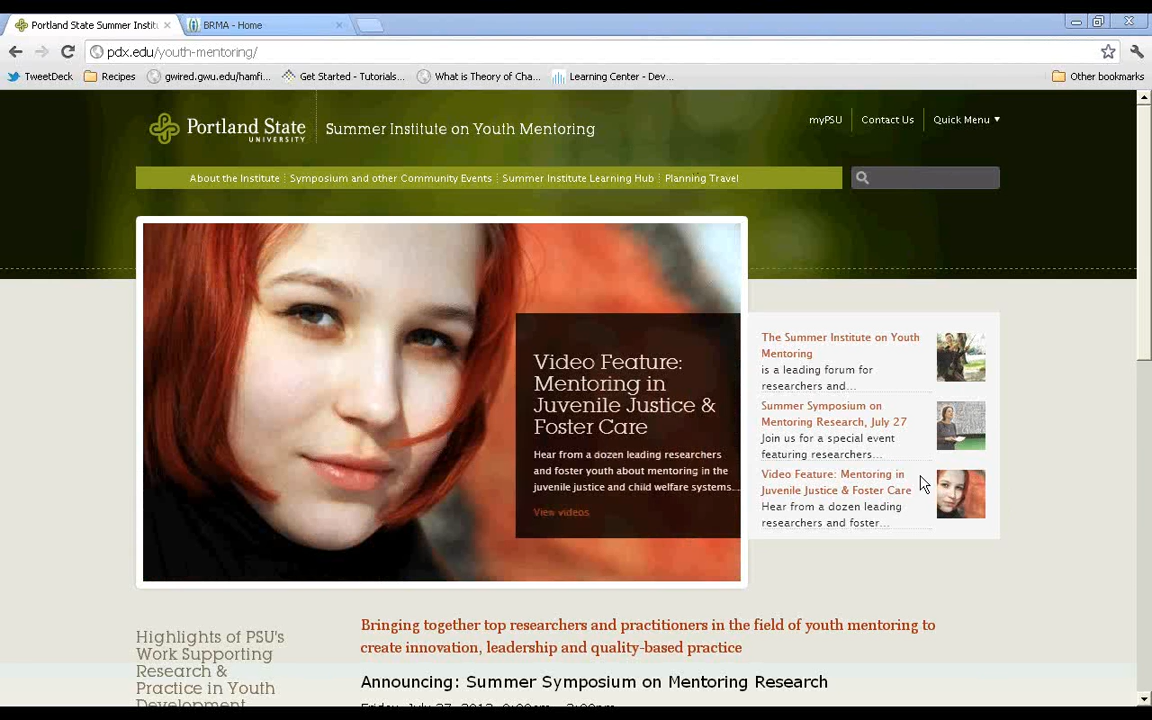 Portland State Summer Instit
BRMA - Home
pdx.edu/youth-mentoring/
TweetDeck
Recipes
gwired.gwu.edu/hamfi...
Get Started - Tutorials...
What is Theory of Cha...
Learning Center - Dev...
Other bookmarks
Portland State
UNIVERSITY
Summer Institute on Youth Mentoring
myPSU
Contact Us
Quick Menu
About the Institute
Symposium and other Community Events
Summer Institute Learning Hub
Planning Travel
Video Feature:
Mentoring in
Juvenile Justice &
Foster Care
Hear from a dozen leading researchers
and foster youth about mentoring in the
juvenile justice and child welfare systems...
View videos
The Summer Institute on Youth
Mentoring
is a leading forum for
researchers and...
Summer Symposium on
Mentoring Research, July 27
Join us for a special event
featuring researchers...
Video Feature: Mentoring in
Juvenile Justice & Foster Care
Hear from a dozen leading
researchers and foster...
Highlights of PSU's
Work Supporting
Research &
Practice in Youth
Development
Bringing together top researchers and practitioners in the field of youth mentoring to
create innovation, leadership and quality-based practice
Announcing: Summer Symposium on Mentoring Research